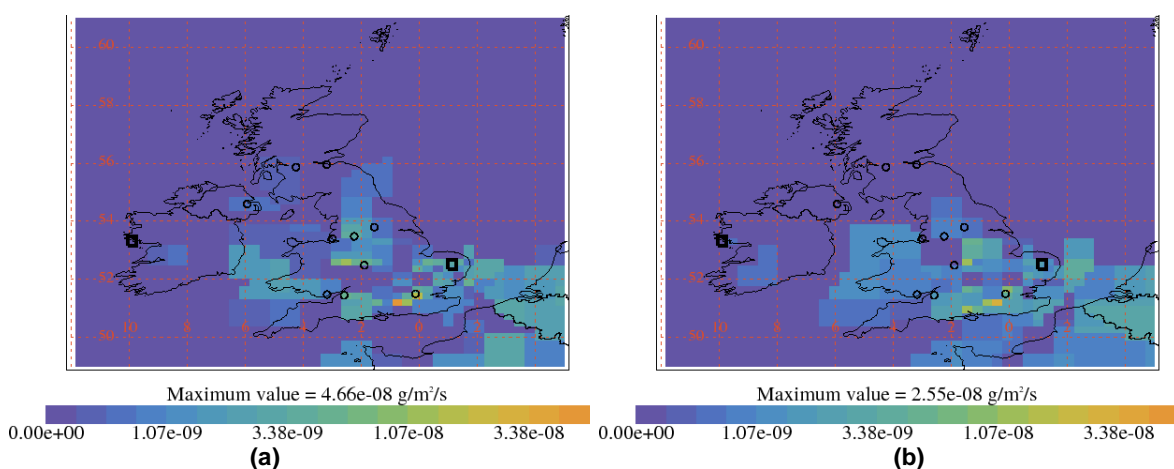 60 60
58 58
56 56
54 54
52 52
50 10 8 6 4 2 0 2 50 10 8 6 4 2 0 2
Maximum value = 4.66e-08 g/m²/s Maximum value = 2.55e-08 g/m²/s
0.00e+00 1.07e-09 3.38e-09 1.07e-08 3.38e-08 0.00e+00 1.07e-09 3.38e-09 1.07e-08 3.38e-08
(a) (b)